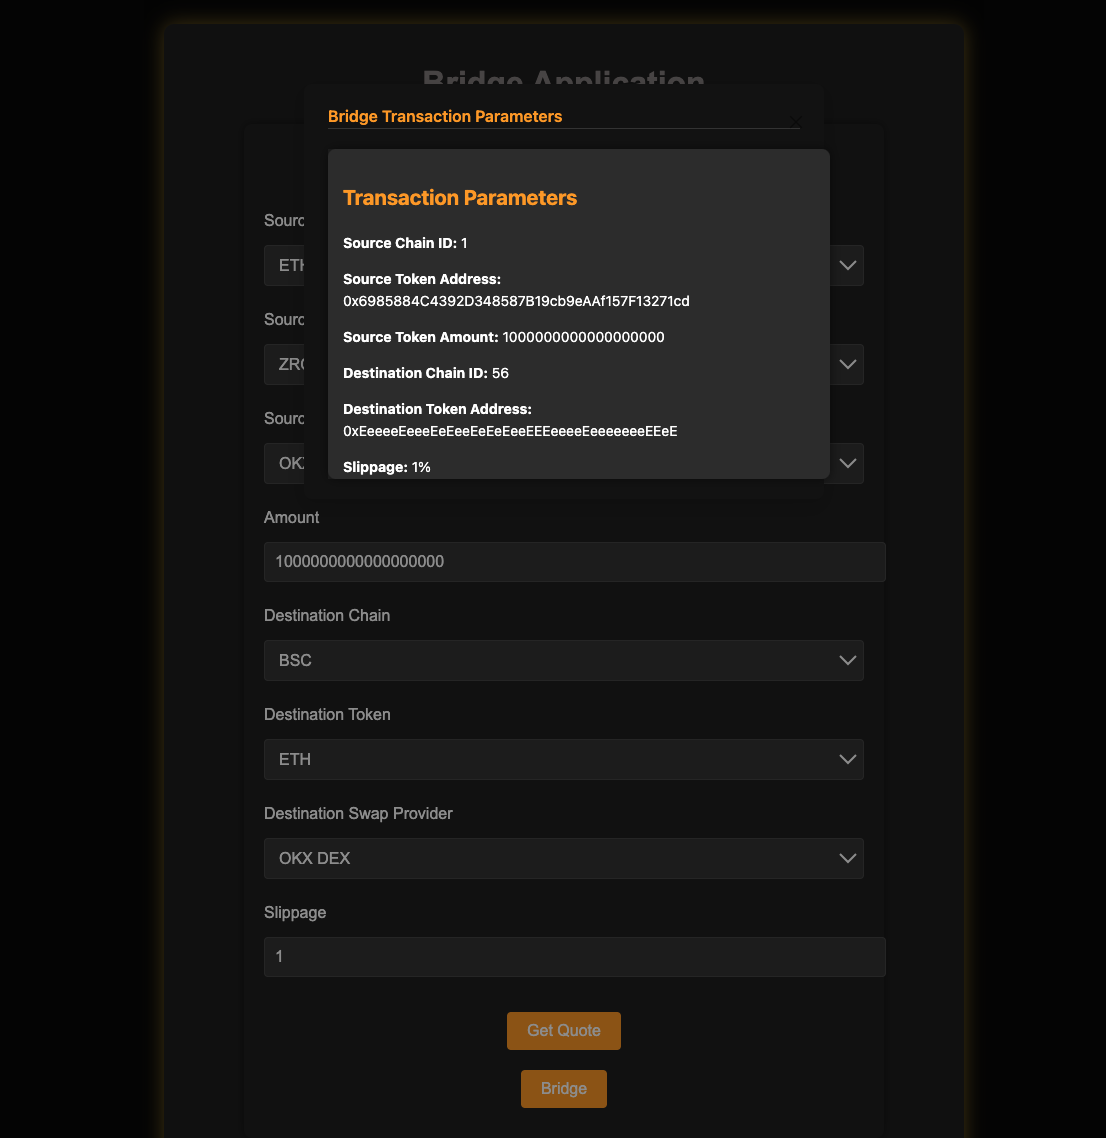 Bridge Application
Bridge Transaction Parameters
Transaction Parameters
Source Chain ID: 1
Source Token Address:
0x6985884C4392D348587B19cb9eAAf157F13271cd
Source Token Amount: 1000000000000000000
Destination Chain ID: 56
Destination Token Address:
0xEeeeeEeeeEeEeeEeEeEeeEEEeeeeEeeeeeeeEEeE
Slippage: 1%
Sourc
ETH
Sourc
ZRO
Sourc
OKX
Amount
1000000000000000000
Destination Chain
BSC
Destination Token
ETH
Destination Swap Provider
OKX DEX
Slippage
1
Get Quote
Bridge